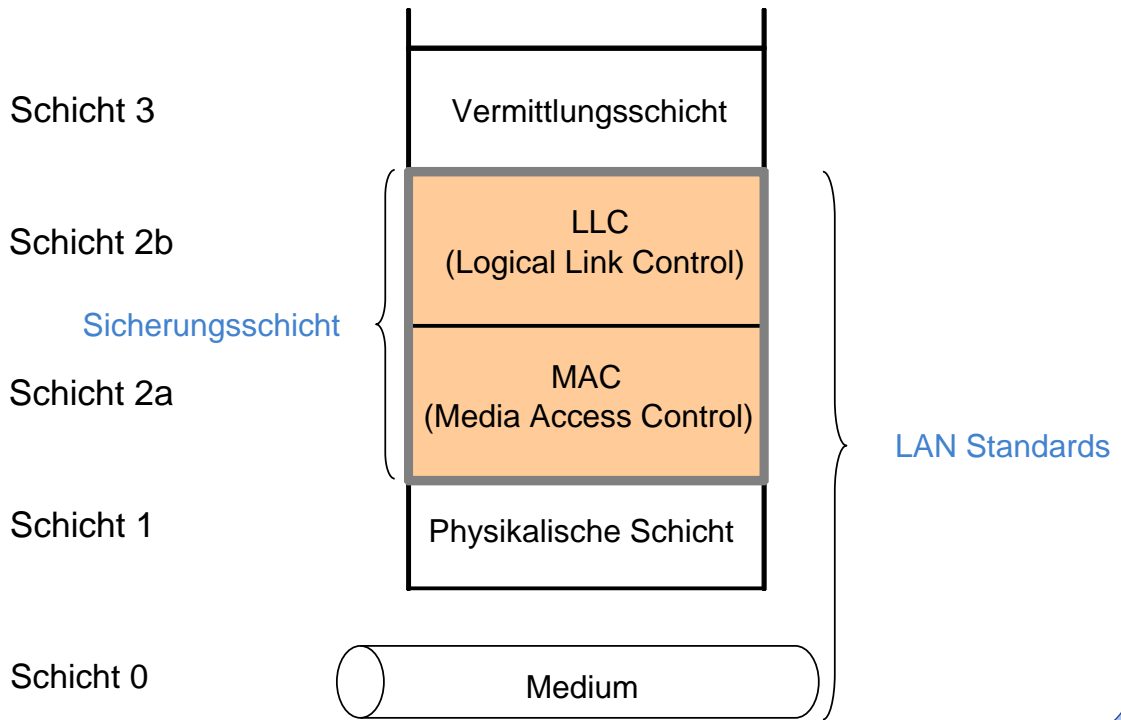 Schicht 3
Vermittlungsschicht
Schicht 2b
LLC
(Logical Link Control)
Sicherungsschicht
Schicht 2a
MAC
(Media Access Control)
LAN Standards
Schicht 1
Physikalische Schicht
Schicht 0
Medium